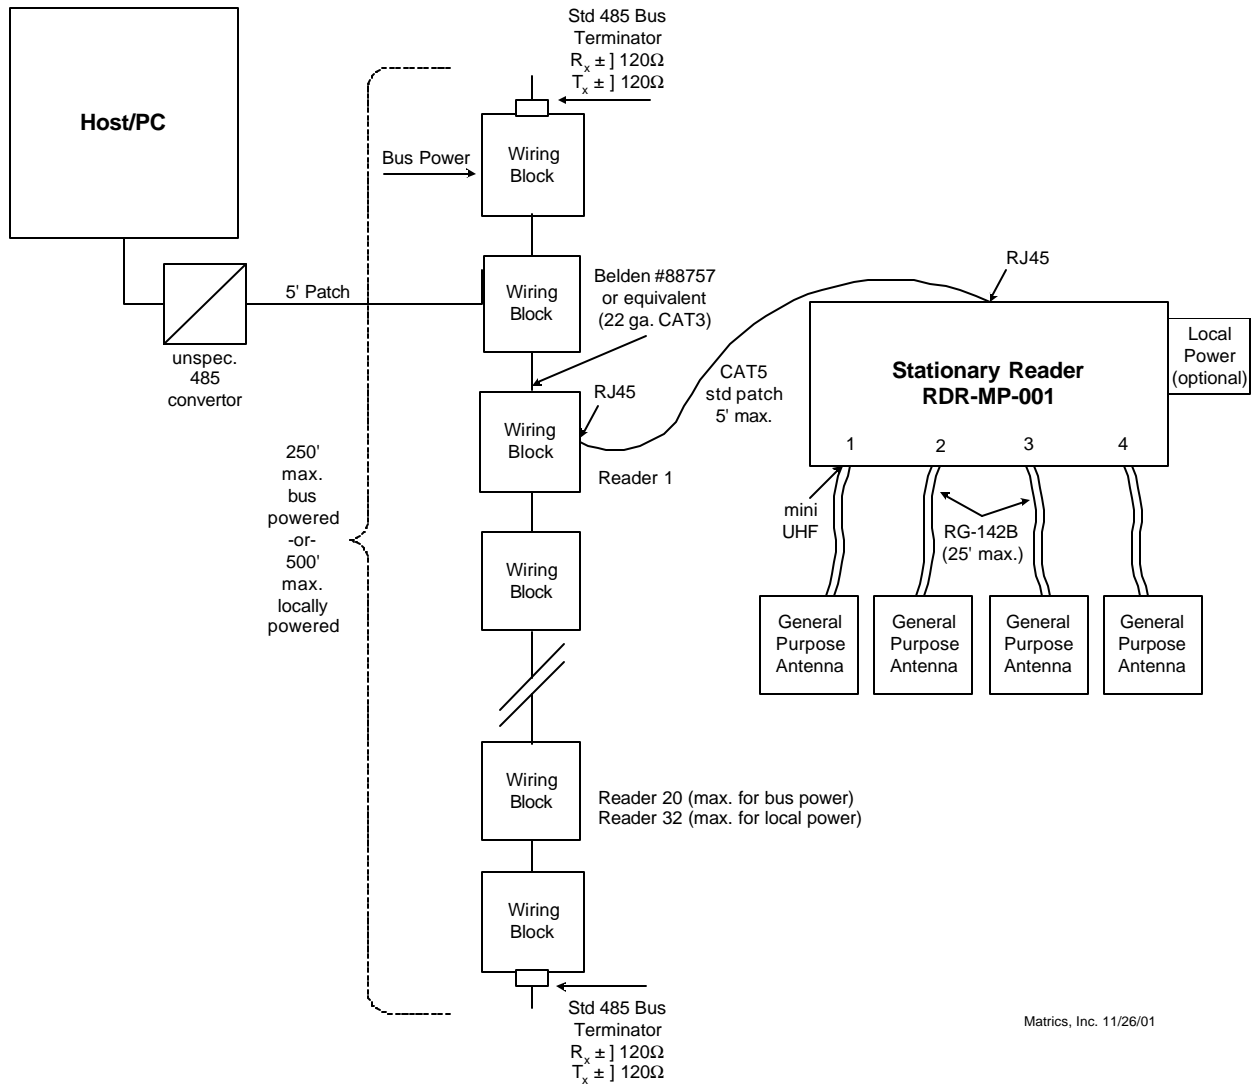 Std 485 Bus
Terminator
Rx ± ] 120Ω
Tx ± ] 120Ω
Host/PC
Wiring
Block
Bus Power
5' Patch
unspec.
485
convertor
Wiring
Block
Belden #88757
or equivalent
(22 ga. CAT3)
RJ45
Wiring
Block
Reader 1
CAT5
std patch
5' max.
RJ45
Stationary Reader
RDR-MP-001
1 2 3 4
Local
Power
(optional)
mini
UHF
RG-142B
(25' max.)
General
Purpose
Antenna
General
Purpose
Antenna
General
Purpose
Antenna
General
Purpose
Antenna
250'
max.
bus
powered
-or-
500'
max.
locally
powered
Wiring
Block
Wiring
Block
Reader 20 (max. for bus power)
Reader 32 (max. for local power)
Wiring
Block
Std 485 Bus
Terminator
Rx ± ] 120Ω
Tx ± ] 120Ω
Matrics, Inc. 11/26/01